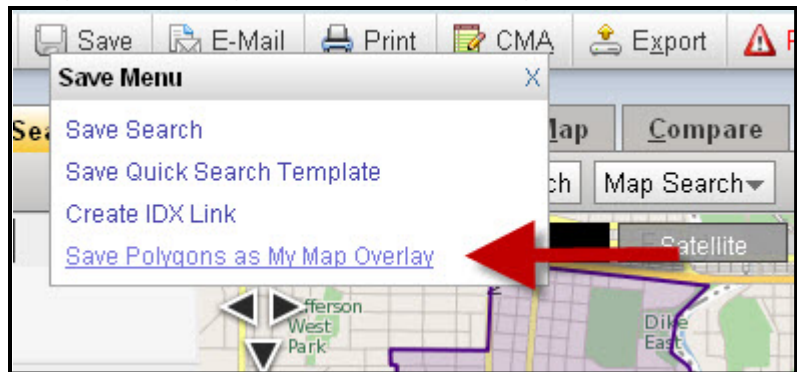 Save E-Mail Print CMA Export
Save Menu X
Save Search
Save Quick Search Template
Create IDX Link
Save Polygons as My Map Overlay
Compare
Map Search
Satellite
West
Park
Dike
East